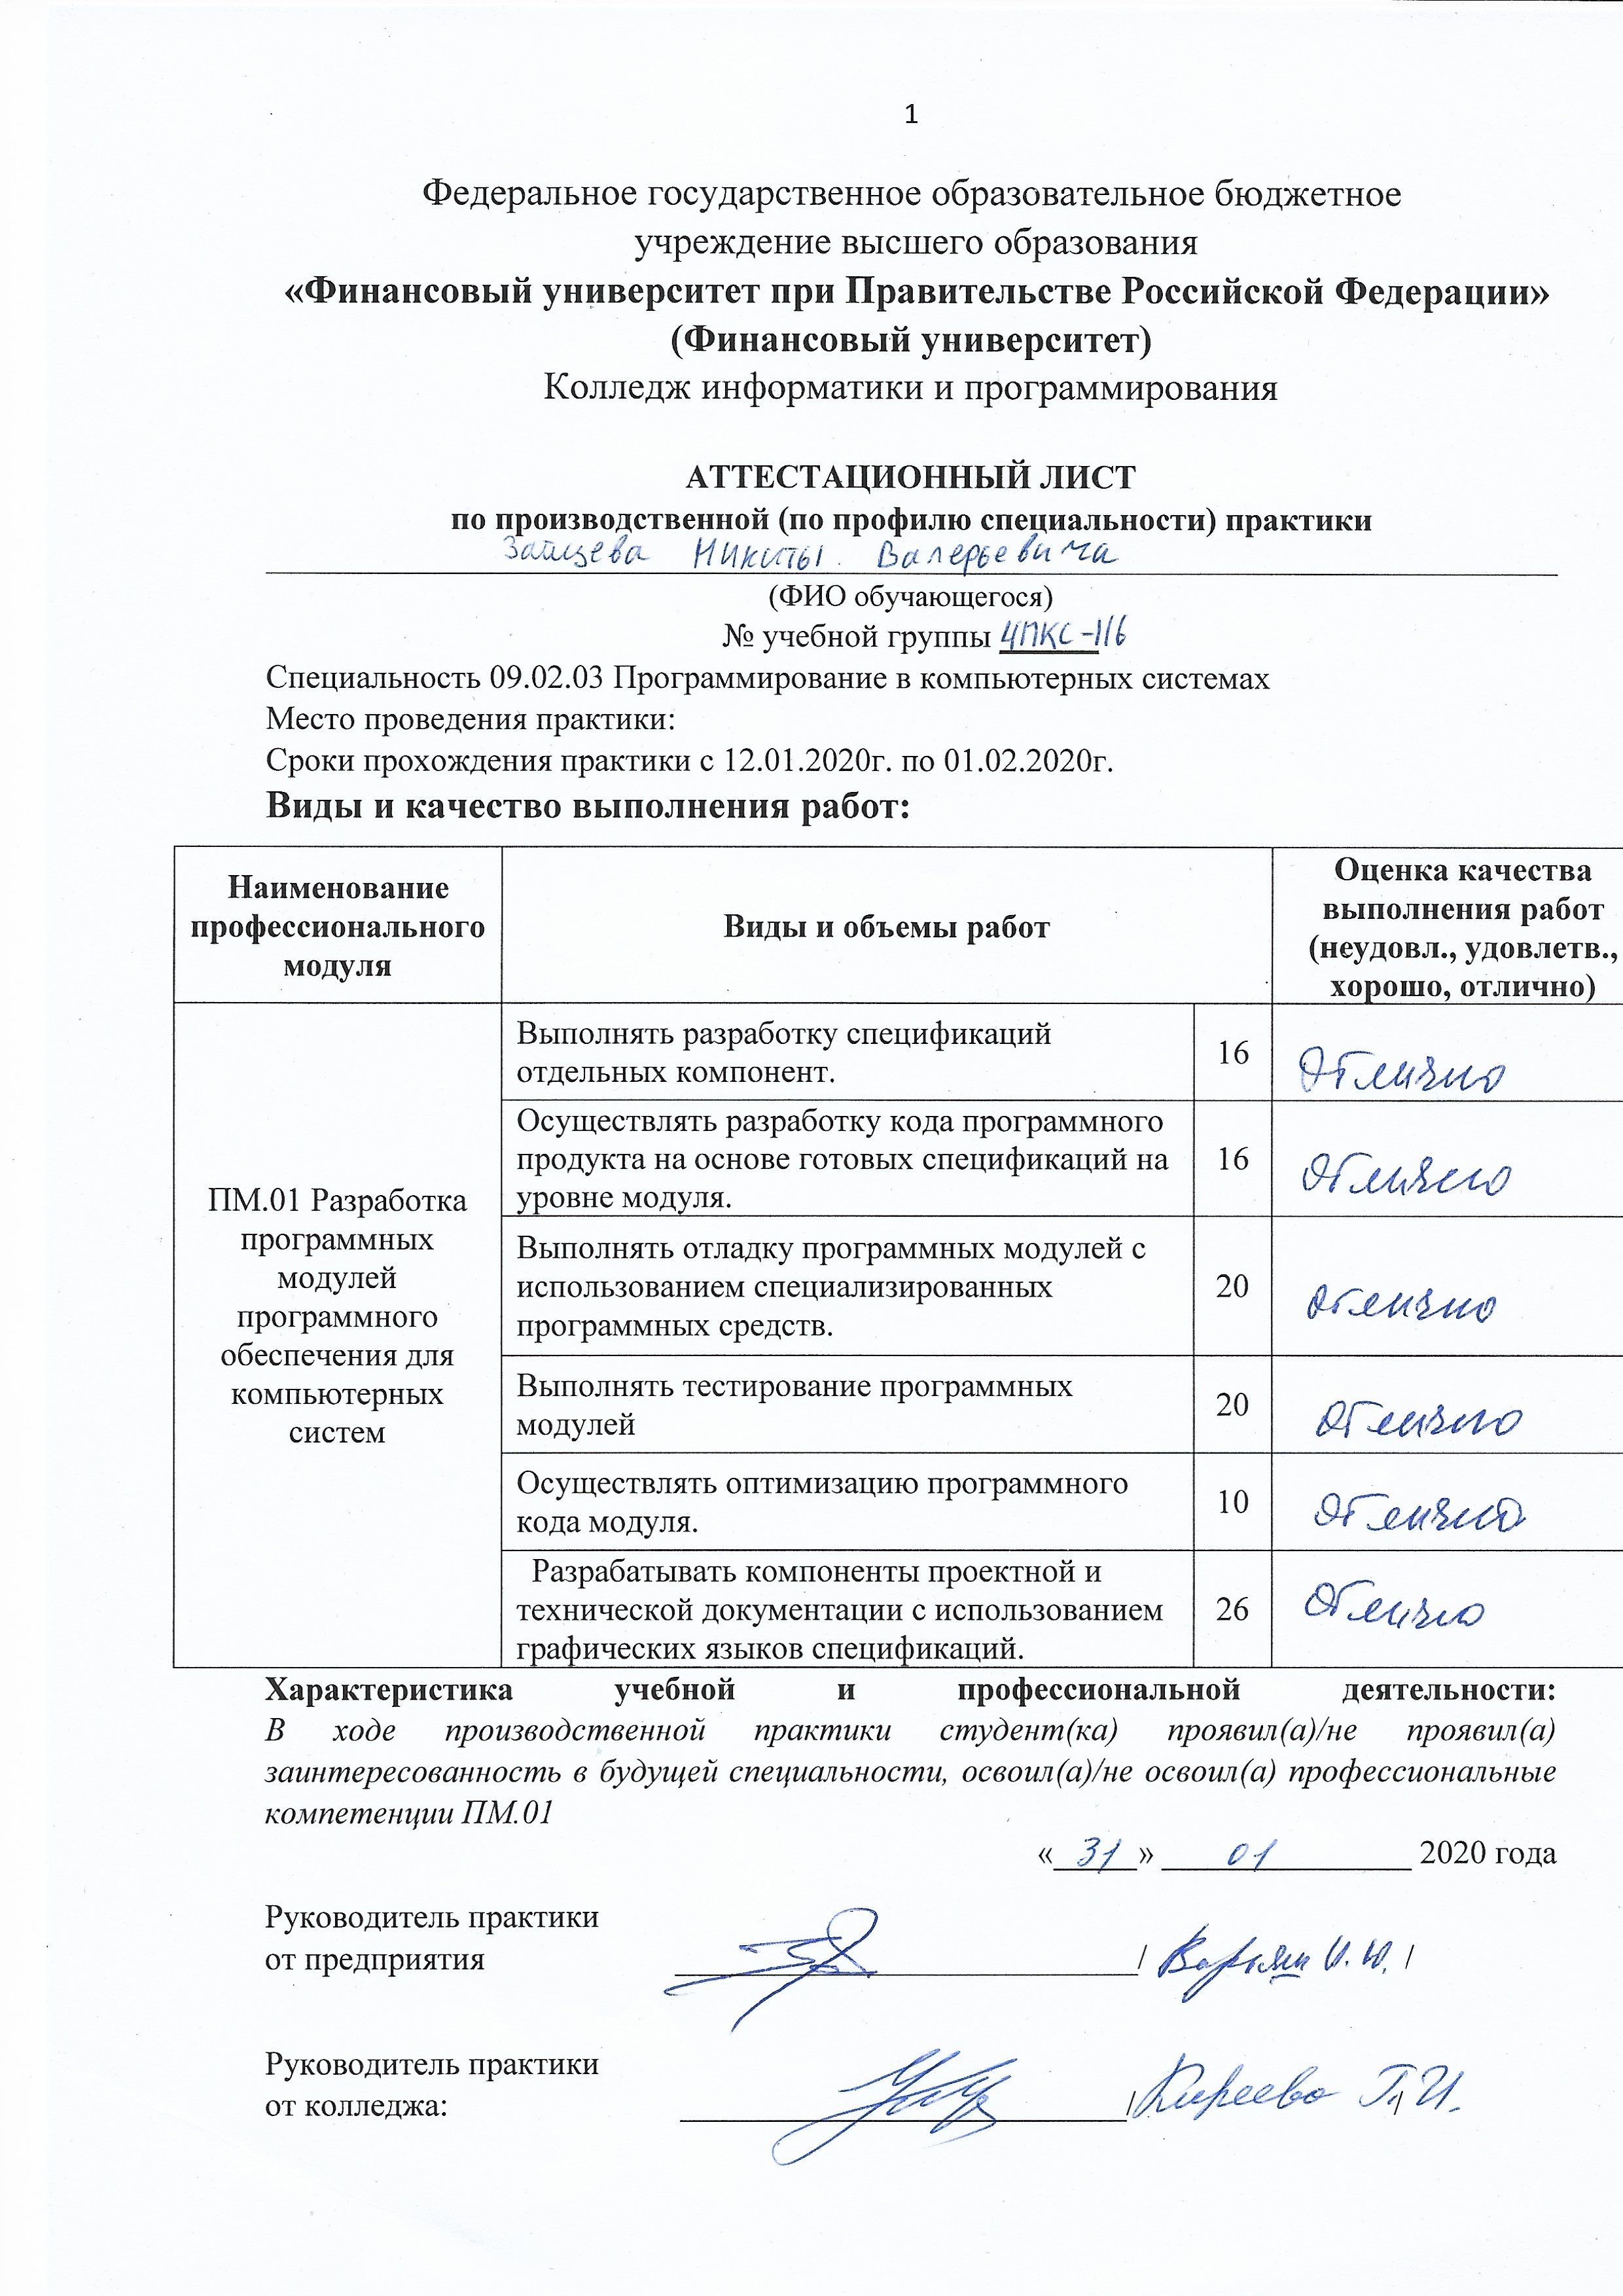 1
Федеральное государственное образовательное бюджетное
учреждение высшего образования
«Финансовый университет при Правительстве Российской Федерации»
(Финансовый университет)
Колледж информатики и программирования
АТТЕСТАЦИОННЫЙ ЛИСТ
по производственной (по профилю специальности) практики
Зайцева Никиты Валерьевича
(ФИО обучающегося)
№ учебной группы 4ПКС-116
Специальность 09.02.03 Программирование в компьютерных системах
Место проведения практики:
Сроки прохождения практики с 12.01.2020г. по 01.02.2020г.
Виды и качество выполнения работ:
Наименование
профессионального
модуля
Виды и объемы работ
Оценка качества
выполнения работ
(неудовл., удовлетв.,
хорошо, отлично)
ПМ.01 Разработка
программных
модулей
программного
обеспечения для
компьютерных
систем
Выполнять разработку спецификаций
отдельных компонент.
16
Отлично
Осуществлять разработку кода программного
продукта на основе готовых спецификаций на
уровне модуля.
16
Отлично
Выполнять отладку программных модулей с
использованием специализированных
программных средств.
20
отлично
Выполнять тестирование программных
модулей
20
отлично
Осуществлять оптимизацию программного
кода модуля.
10
отлично
Разрабатывать компоненты проектной и
технической документации с использованием
графических языков спецификаций.
26
Отлично
Характеристика учебной и профессиональной деятельности:
В ходе производственной практики студент(ка) проявил(а)/не проявил(а)
заинтересованность в будущей специальности, освоил(а)/не освоил(а) профессиональные
компетенции ПМ.01
«31» 01 2020 года
Руководитель практики
от предприятия / И.Ю. /
Руководитель практики
от колледжа: / Киреева Г.И.